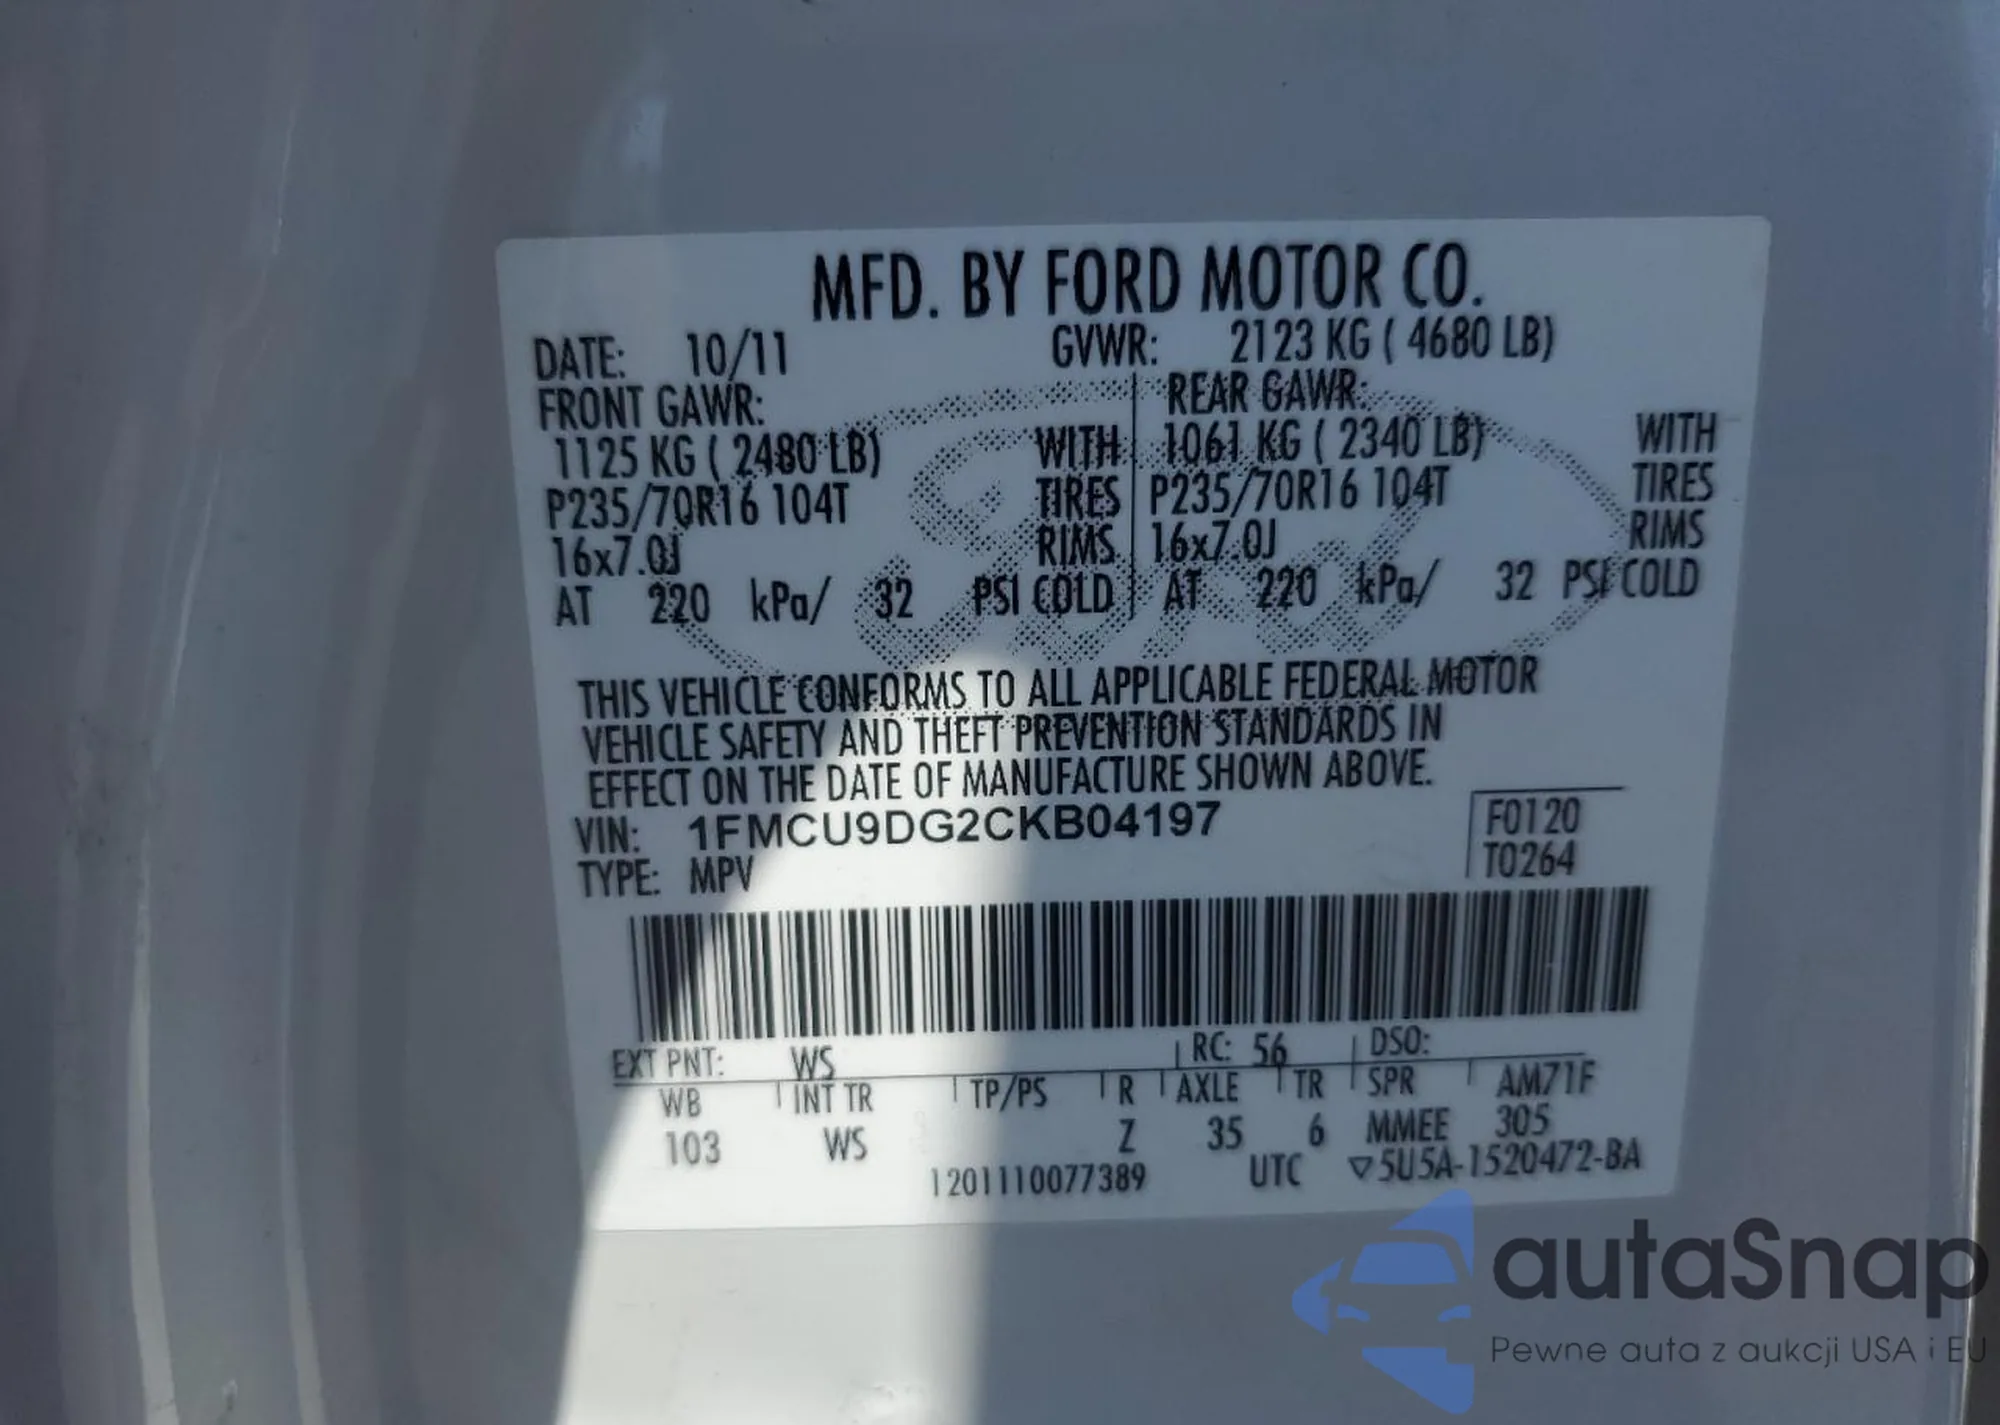 MFD. BY FORD MOTOR CO.
DATE: 10/11 GVWR: 2123 KG ( 4680 LB)
FRONT GAWR: REAR GAWR:
1125 KG ( 2480 LB) WITH 1061 KG ( 2340 LB) WITH
P235/70R16 104T TIRES P235/70R16 104T TIRES
16x7.0J RIMS 16x7.0J RIMS
AT 220 kPa/ 32 PSI COLD AT 220 kPa/ 32 PSI COLD
Ford
THIS VEHICLE CONFORMS TO ALL APPLICABLE FEDERAL MOTOR
VEHICLE SAFETY AND THEFT PREVENTION STANDARDS IN
EFFECT ON THE DATE OF MANUFACTURE SHOWN ABOVE.
VIN: 1FMCU9DG2CKB04197 F0120
TYPE: MPV T0264
EXT PNT: WS RC: 56 DSO:
WB INT TR TP/PS R AXLE TR SPR AM71F
103 WS Z 35 6 MMEE 305
1201110077389 UTC ▽5U5A-1520472-BA
autaSnap
Pewne auta z aukcji USA i EU